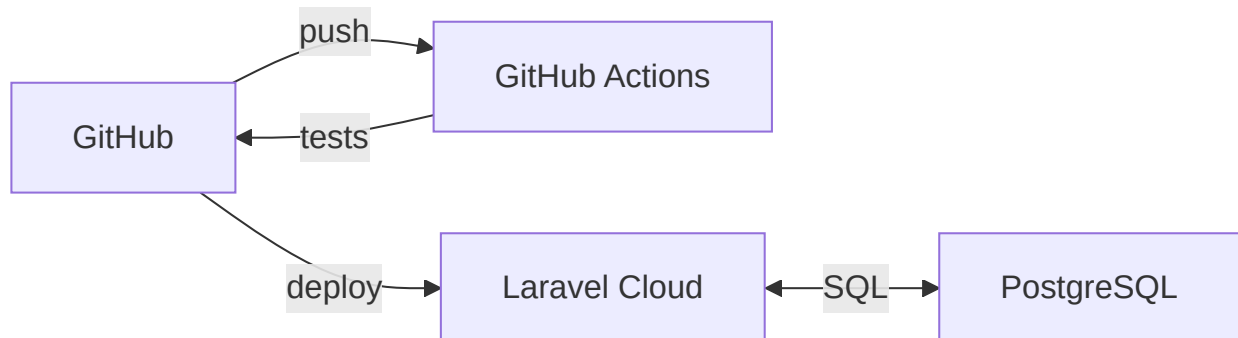 push
GitHub Actions
GitHub
tests
deploy
Laravel Cloud
SQL
PostgreSQL